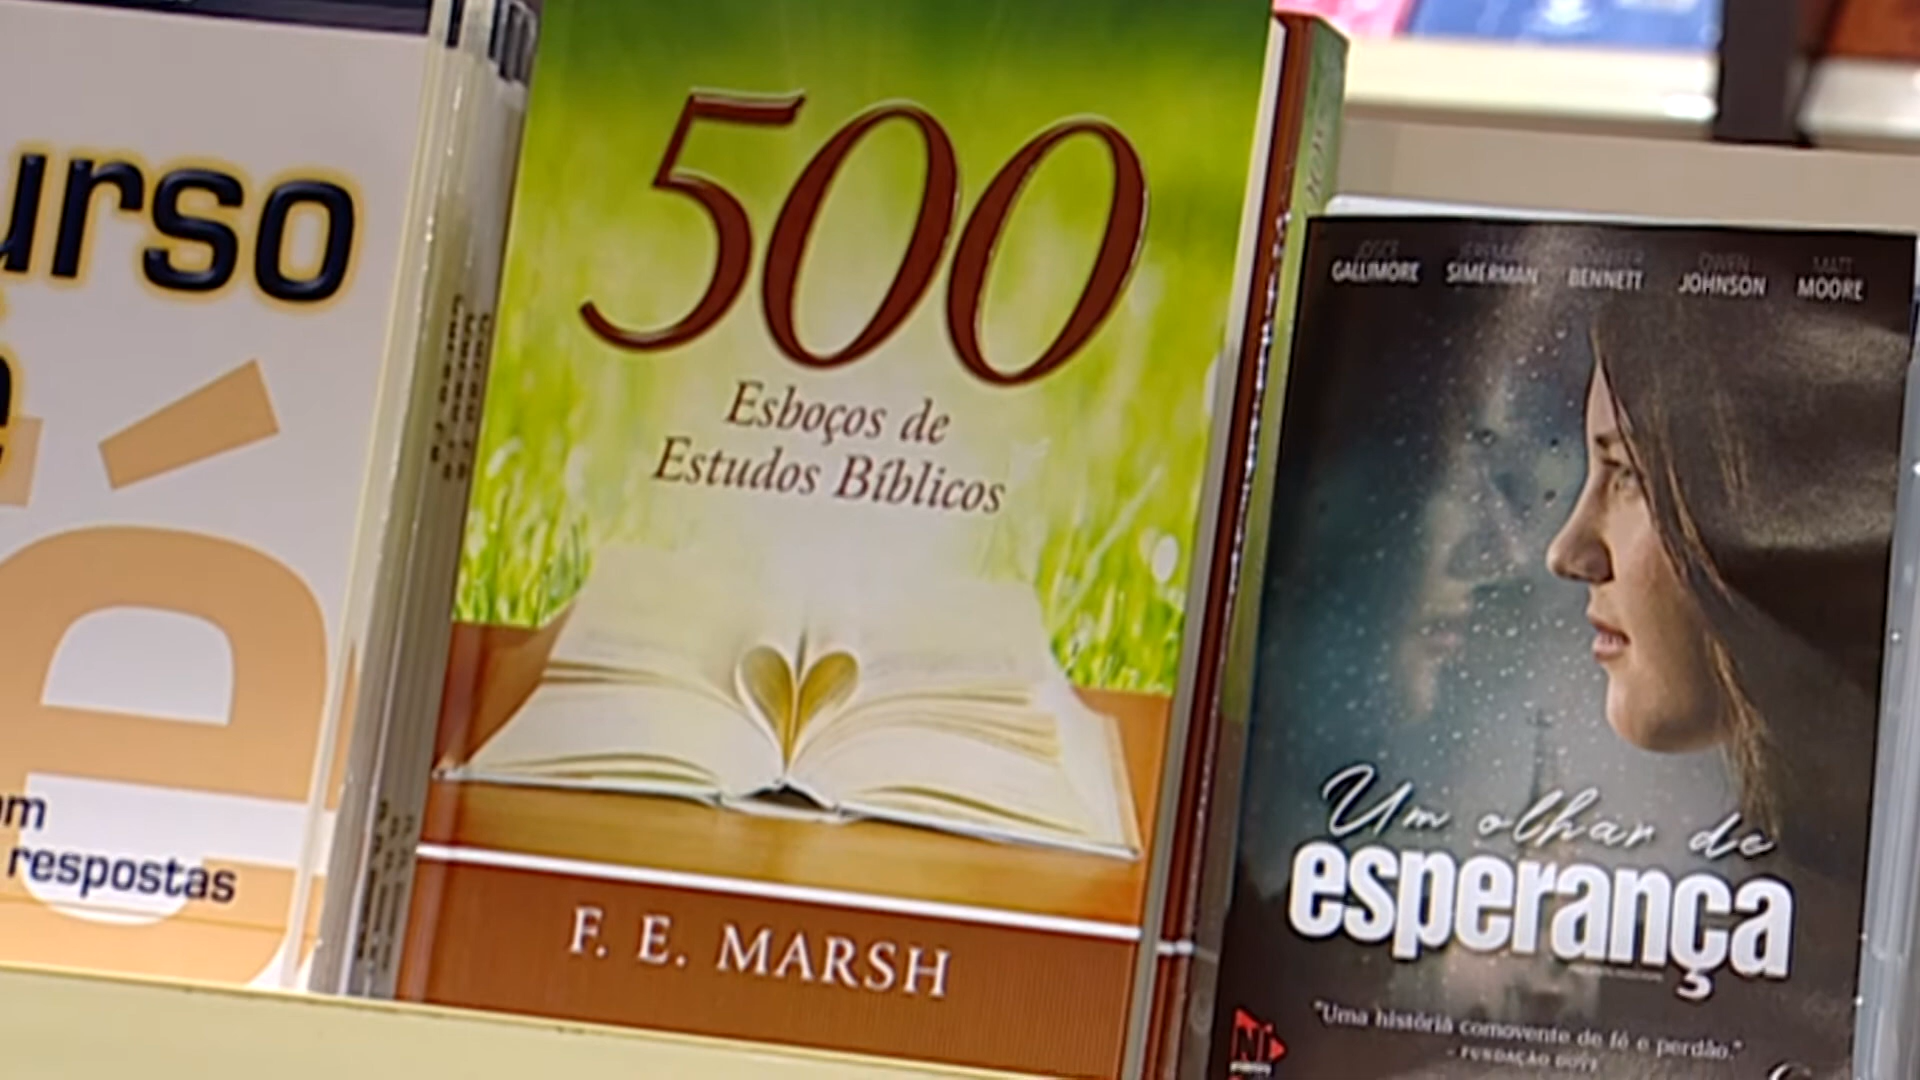 urso
om
respostas
500
Esboços de
Estudos Bíblicos
F. E. MARSH
GALLIMORE SIMERMAN BENNETT JOHNSON MOORE
Um olhar de
esperança
"Uma história comovente de fé e perdão."